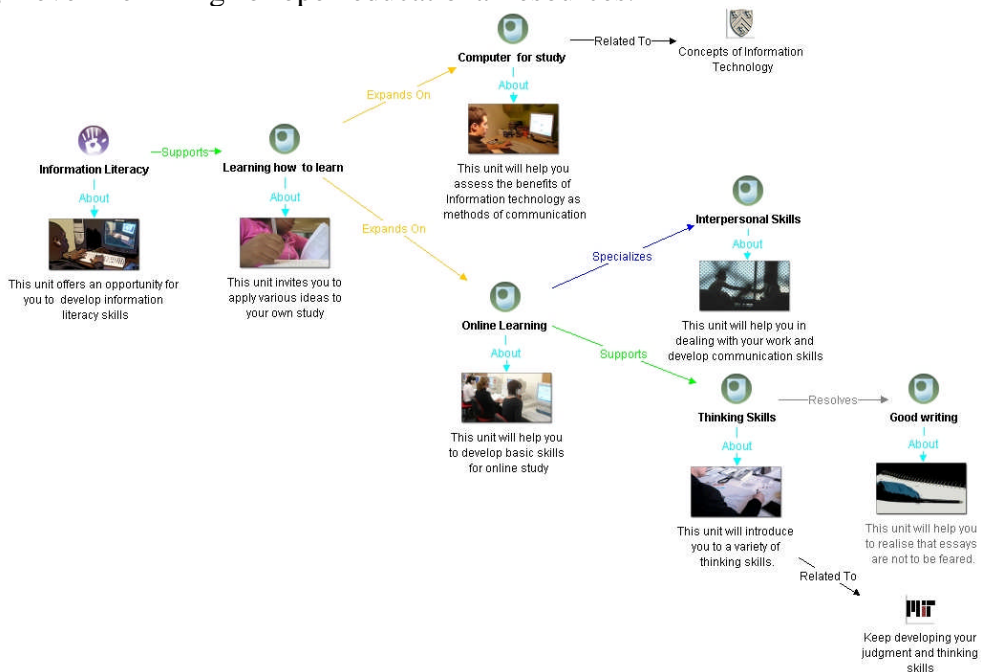 for open educational resources.
Computer for study
Related To
Concepts of Information
Technology
About
Expands On
This unit will help you
assess the benefits of
Information technology as
methods of communication
Information Literacy
Supports
Learning how to learn
About
This unit offers an opportunity for
you to develop information
literacy skills
About
This unit invites you to
apply various ideas to
your own study
Expands On
Online Learning
About
This unit will help you
to develop basic skills
for online study
Specializes
Interpersonal Skills
About
This unit will help you in
dealing with your work and
develop communication skills
Supports
Thinking Skills
About
This unit will introduce
you to a variety of
thinking skills.
Resolves
Good writing
About
This unit will help you
to realise that essays
are not to be feared.
Related To
MIT
Keep developing your
judgment and thinking
skills